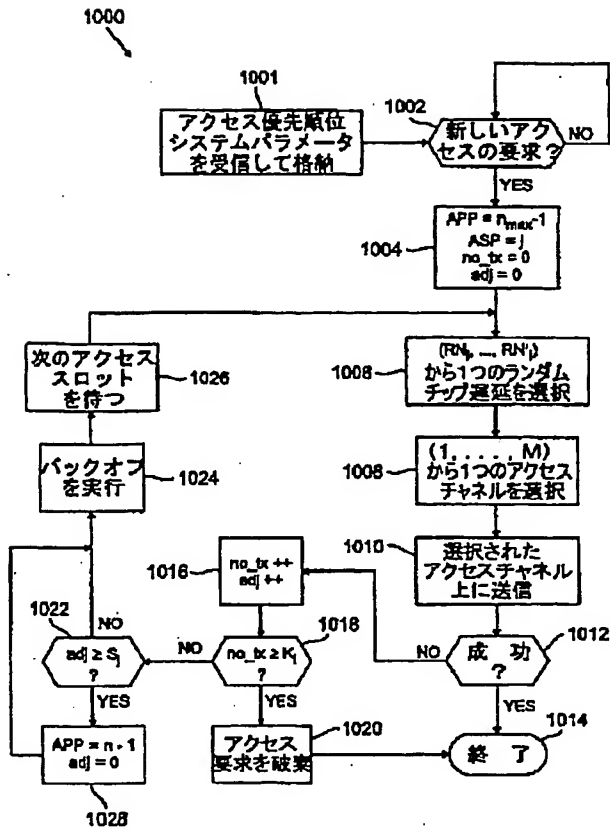 1000
1001
アクセス優先順位
システムパラメータ
を受信して格納
1002
新しいアク
セスの要求?
NO
YES
1004
APP = nmax-1
ASP = j
no_tx = 0
adj = 0
(RNi, ..., RN'i)
から1つのランダム
チップ遅延を選択
1008
(1, . . . . , M)
から1つのアクセス
チャネルを選択
1006
1010
選択された
アクセスチャネル
上に送信
成 功
?
1012
NO
YES
1014
終 了
1016
no_tx ++
adj ++
1018
no_tx ≥ Ki
?
NO
YES
1020
アクセス
要求を破棄
1022
adj ≥ Sj
?
NO
YES
APP = n - 1
adj = 0
1028
バックオフ
を実行
1024
次のアクセス
スロット
を待つ
1026